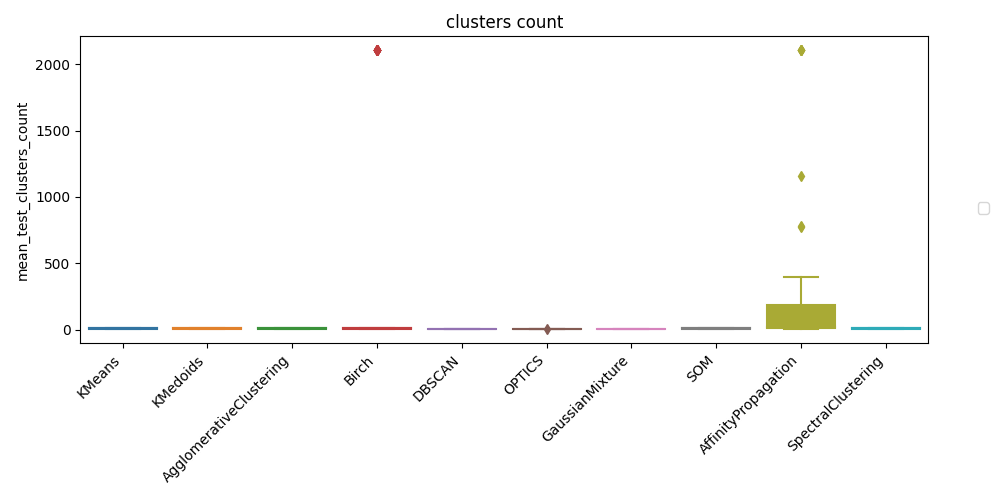 clusters count
mean_test_clusters_count
2000
1500
1000
500
0
KMeans
KMedoids
AgglomerativeClustering
Birch
DBSCAN
OPTICS
GaussianMixture
SOM
AffinityPropagation
SpectralClustering